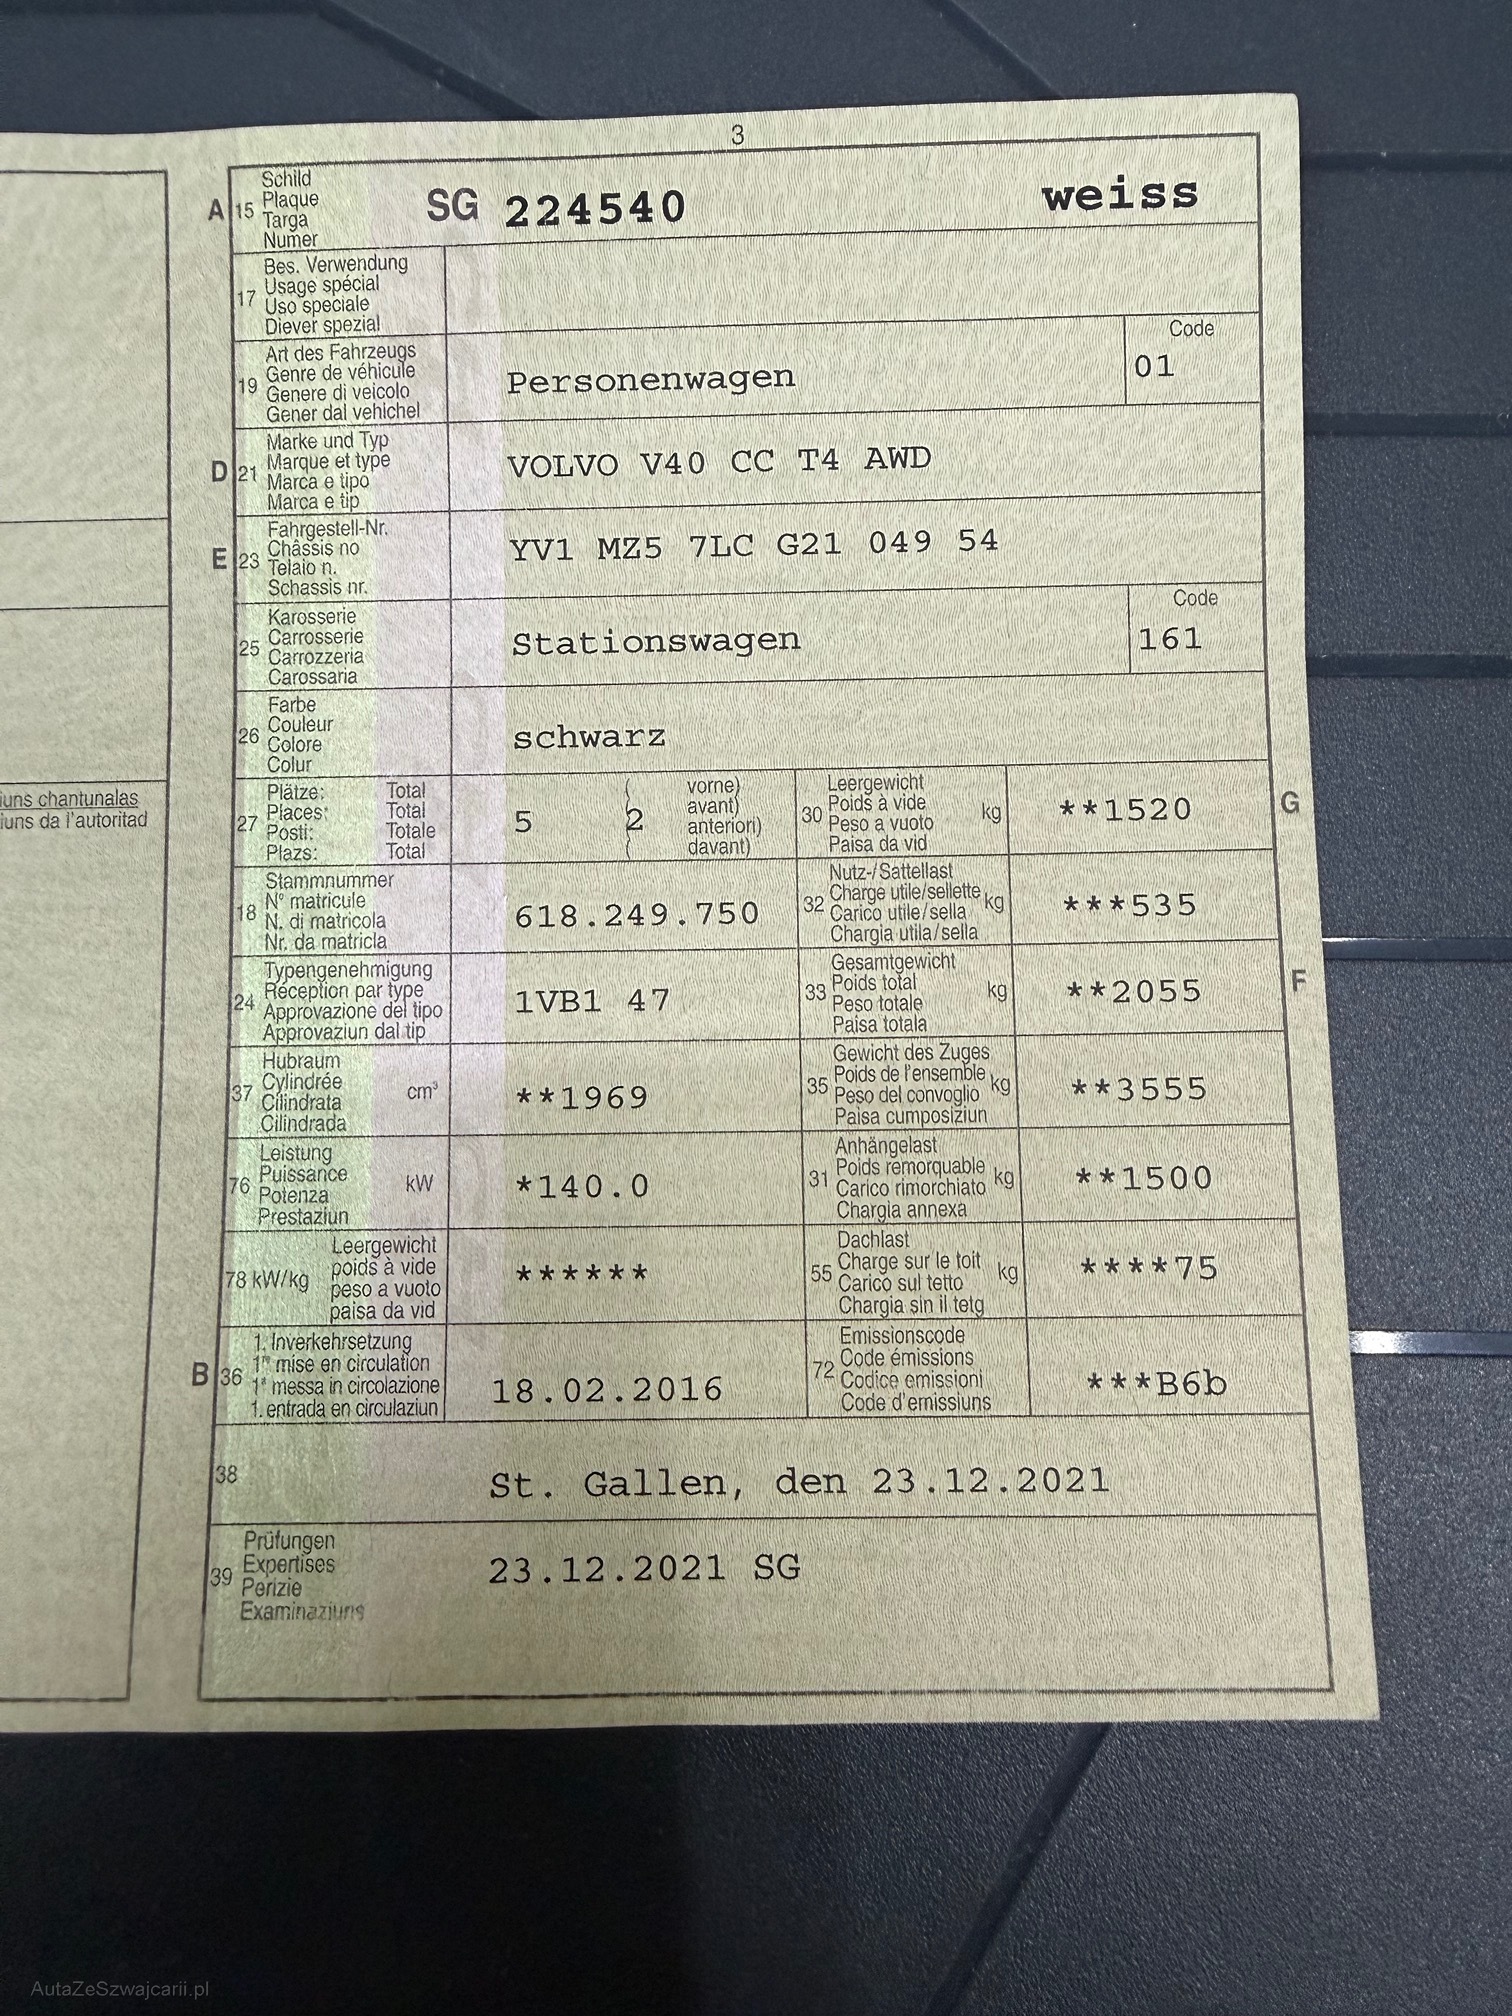 3
A 15 Schild
Plaque
Targa
Numer
SG 224540 weiss
17 Bes. Verwendung
Usage spécial
Uso speciale
Diever spezial
19 Art des Fahrzeugs
Genre de véhicule
Genere di veicolo
Gener dal vehichel
Personenwagen
Code
01
D 21 Marke und Typ
Marque et type
Marca e tipo
Marca e tip
VOLVO V40 CC T4 AWD
E 23 Fahrgestell-Nr.
Châssis no
Telaio n.
Schassis nr.
YV1 MZ5 7LC G21 049 54
25 Karosserie
Carrosserie
Carrozzeria
Carossaria
Stationswagen
Code
161
26 Farbe
Couleur
Colore
Colur
schwarz
27 Plätze: Total
Places: Total
Posti: Totale
Plazs: Total
5 ( 2 vorne)
avant)
anteriori)
davant)
30 Leergewicht
Poids à vide kg
Peso a vuoto
Paisa da vid
**1520 G
iuns chantunalas
iuns da l'autoritad
18 Stammnummer
N° matricule
N. di matricola
Nr. da matricla
618.249.750
32 Nutz-/Sattellast
Charge utile/sellette kg
Carico utile/sella
Chargia utila/sella
***535
24 Typengenehmigung
Réception par type
Approvazione del tipo
Approvaziun dal tip
1VB1 47
33 Gesamtgewicht
Poids total kg
Peso totale
Paisa totala
**2055 F
37 Hubraum
Cylindrée cm³
Cilindrata
Cilindrada
**1969
35 Gewicht des Zuges
Poids de l'ensemble kg
Peso del convoglio
Paisa cumposiziun
**3555
76 Leistung
Puissance kW
Potenza
Prestaziun
*140.0
31 Anhängelast
Poids remorquable kg
Carico rimorchiato
Chargia annexa
**1500
78 kW/kg Leergewicht
poids à vide
peso a vuoto
paisa da vid
******
55 Dachlast
Charge sur le toit kg
Carico sul tetto
Chargia sin il tetg
****75
B 36 1. Inverkehrsetzung
1re mise en circulation
1a messa in circolazione
1. entrada en circulaziun
18.02.2016
72 Emissionscode
Code émissions
Codice emissioni
Code d'emissiuns
***B6b
38 St. Gallen, den 23.12.2021
39 Prüfungen
Expertises
Perizie
Examinaziuns
23.12.2021 SG
AutaZeSzwajcarii.pl